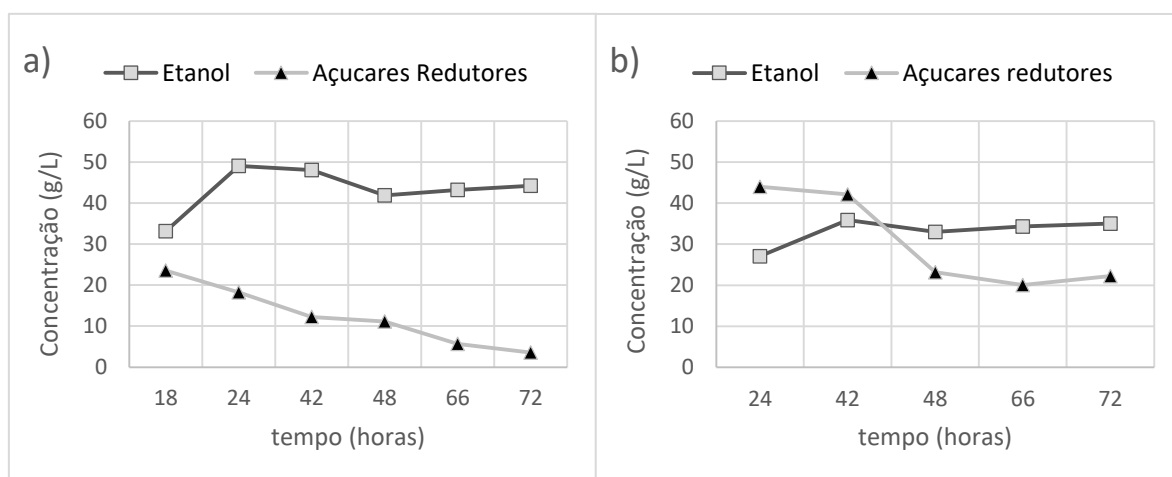 a)
Etanol
Açucares Redutores
Concentração (g/L)
60
50
40
30
20
10
0
18 24 42 48 66 72
tempo (horas)
b)
Etanol
Açucares redutores
Concentração (g/L)
60
50
40
30
20
10
0
24 42 48 66 72
tempo (horas)